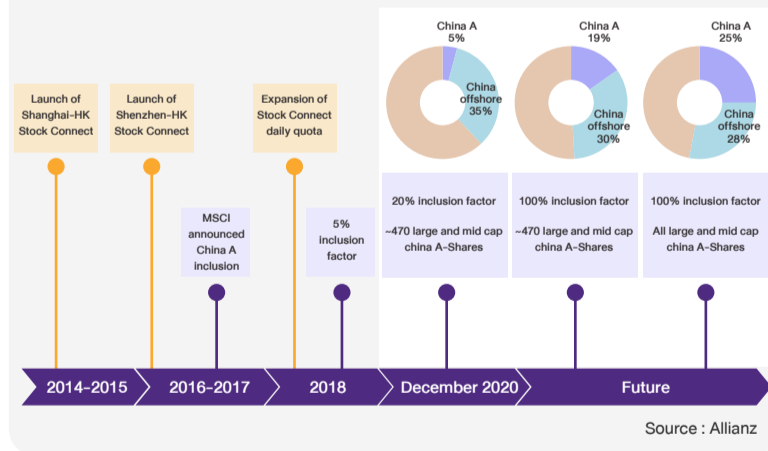 China A
5%
China
offshore
35%
China A
19%
China
offshore
30%
China A
25%
China
offshore
28%
Launch of
Shanghai-HK
Stock Connect
Launch of
Shenzhen-HK
Stock Connect
Expansion of
Stock Connect
daily quota
MSCI
announced
China A
inclusion
5%
inclusion
factor
20% inclusion factor
~470 large and mid cap
china A-Shares
100% inclusion factor
~470 large and mid cap
china A-Shares
100% inclusion factor
All large and mid cap
china A-Shares
2014-2015
2016-2017
2018
December 2020
Future
Source : Allianz